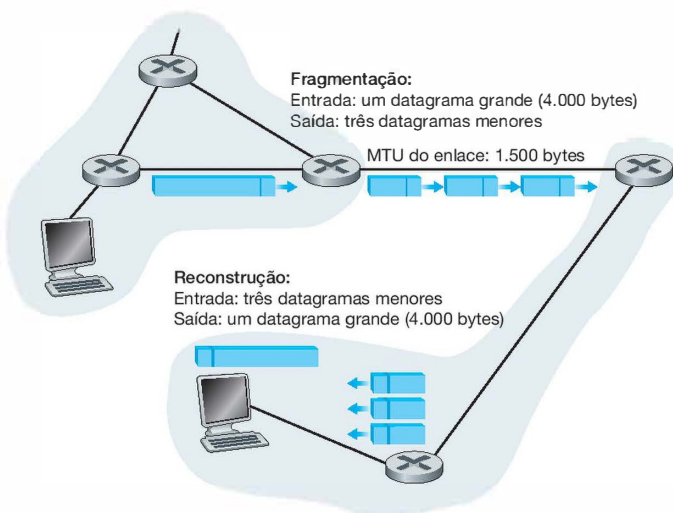 Fragmentação:
Entrada: um datagrama grande (4.000 bytes)
Saída: três datagramas menores
MTU do enlace: 1.500 bytes
Reconstrução:
Entrada: três datagramas menores
Saída: um datagrama grande (4.000 bytes)